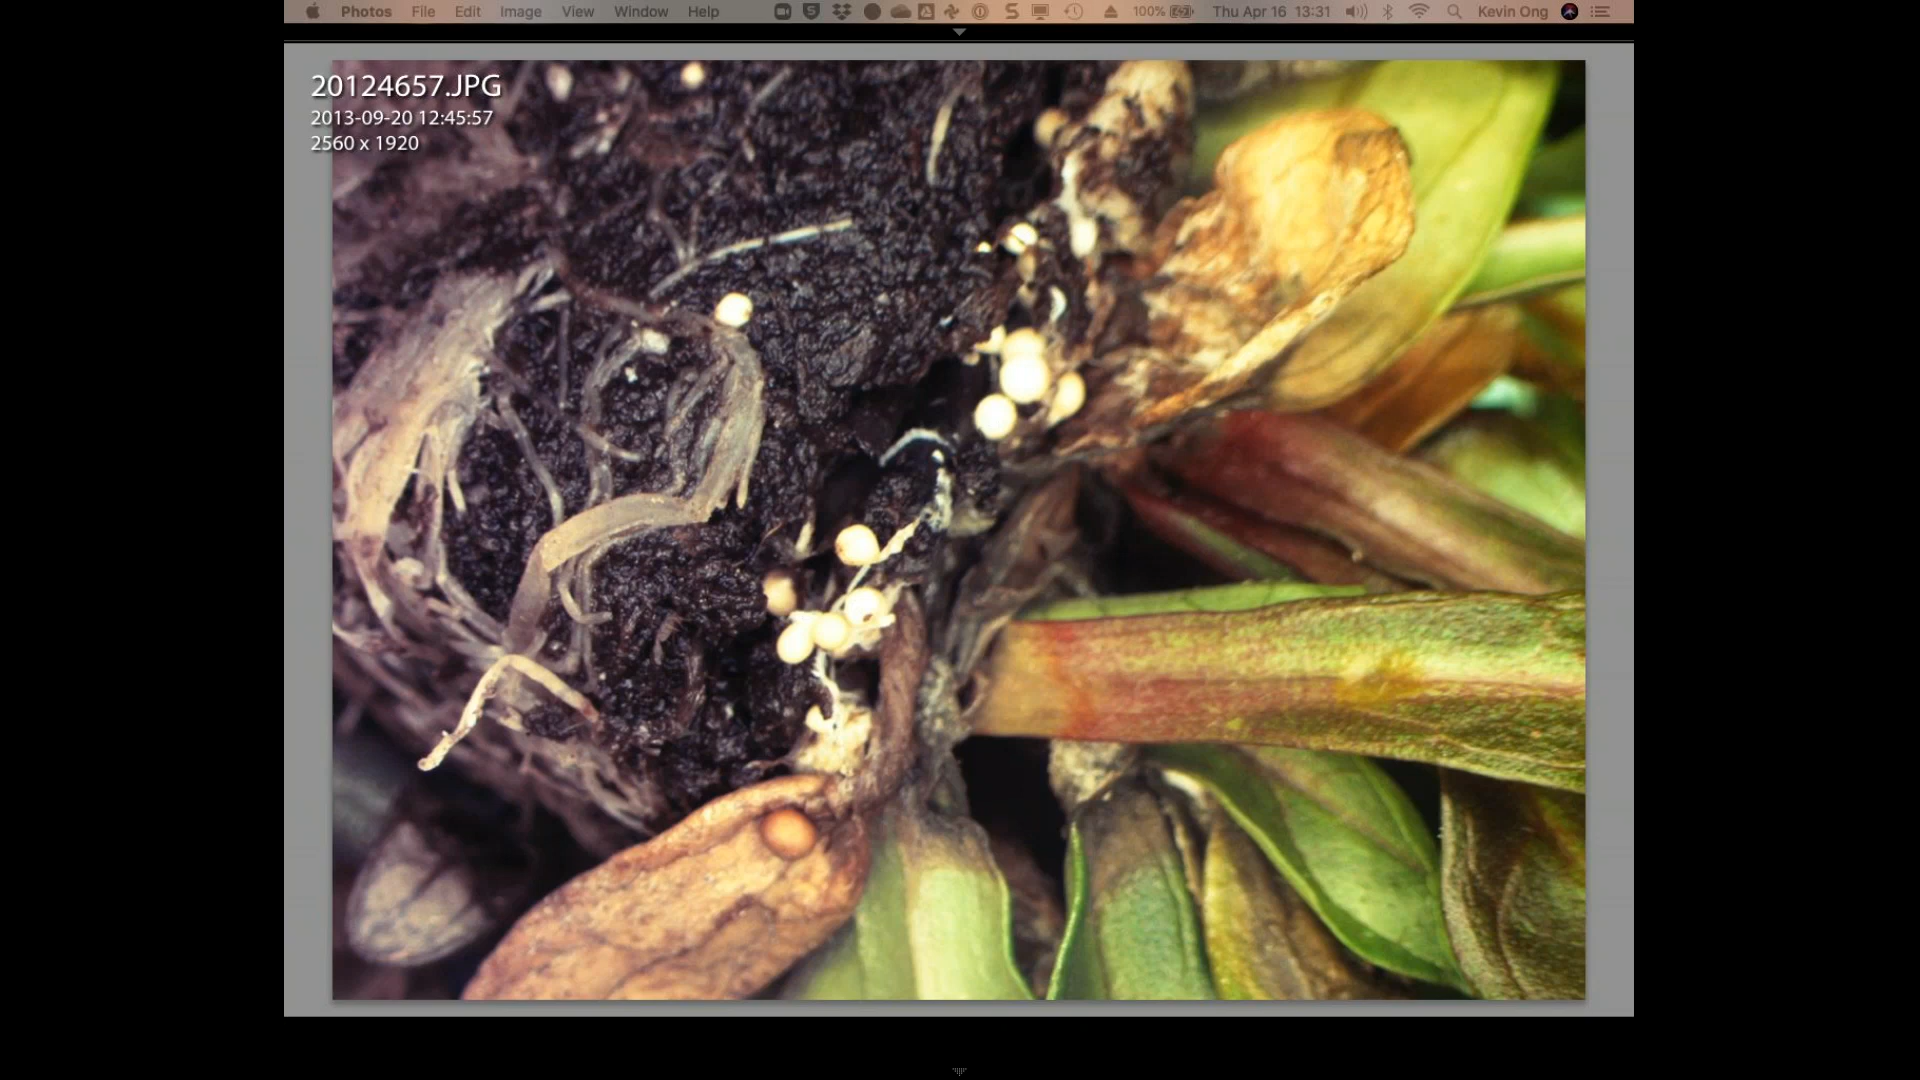 Photos File Edit Image View Window Help 100% Thu Apr 16 13:31 Kevin Ong
20124657.JPG
2013-09-20 12:45:57
2560 x 1920